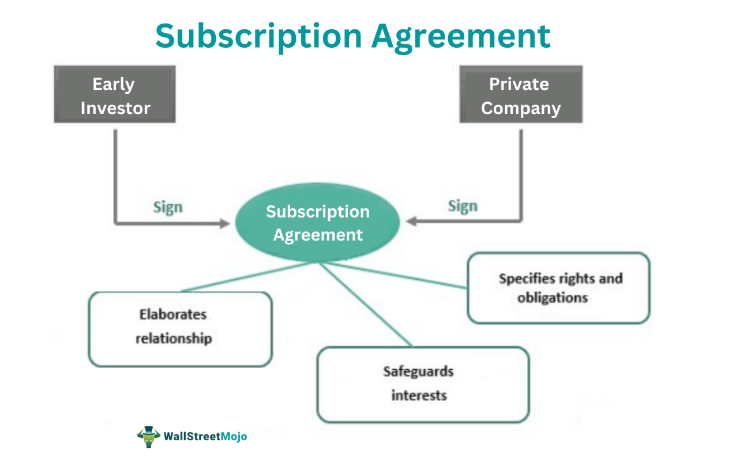 Subscription Agreement
Early
Investor
Private
Company
Sign
Sign
Subscription
Agreement
Specifies rights and
obligations
Elaborates
relationship
Safeguards
interests
WallStreetMojo